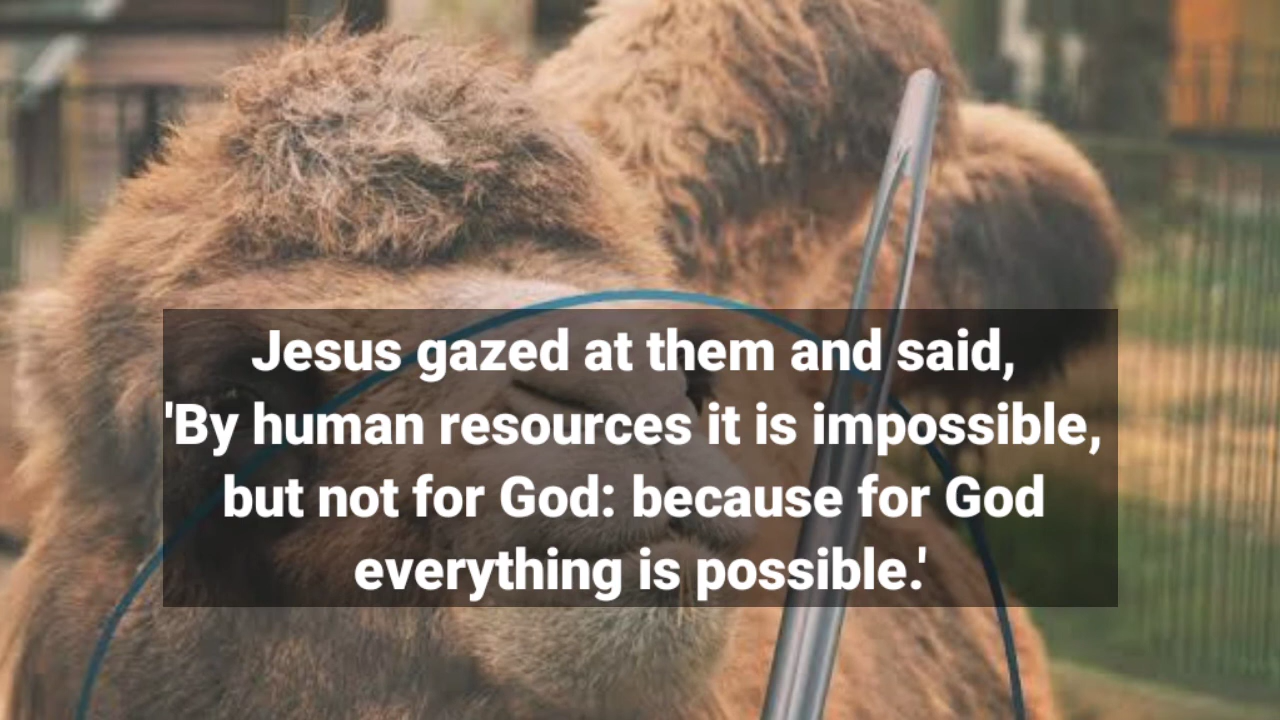 Jesus gazed at them and said,
'By human resources it is impossible,
but not for God: because for God
everything is possible.'